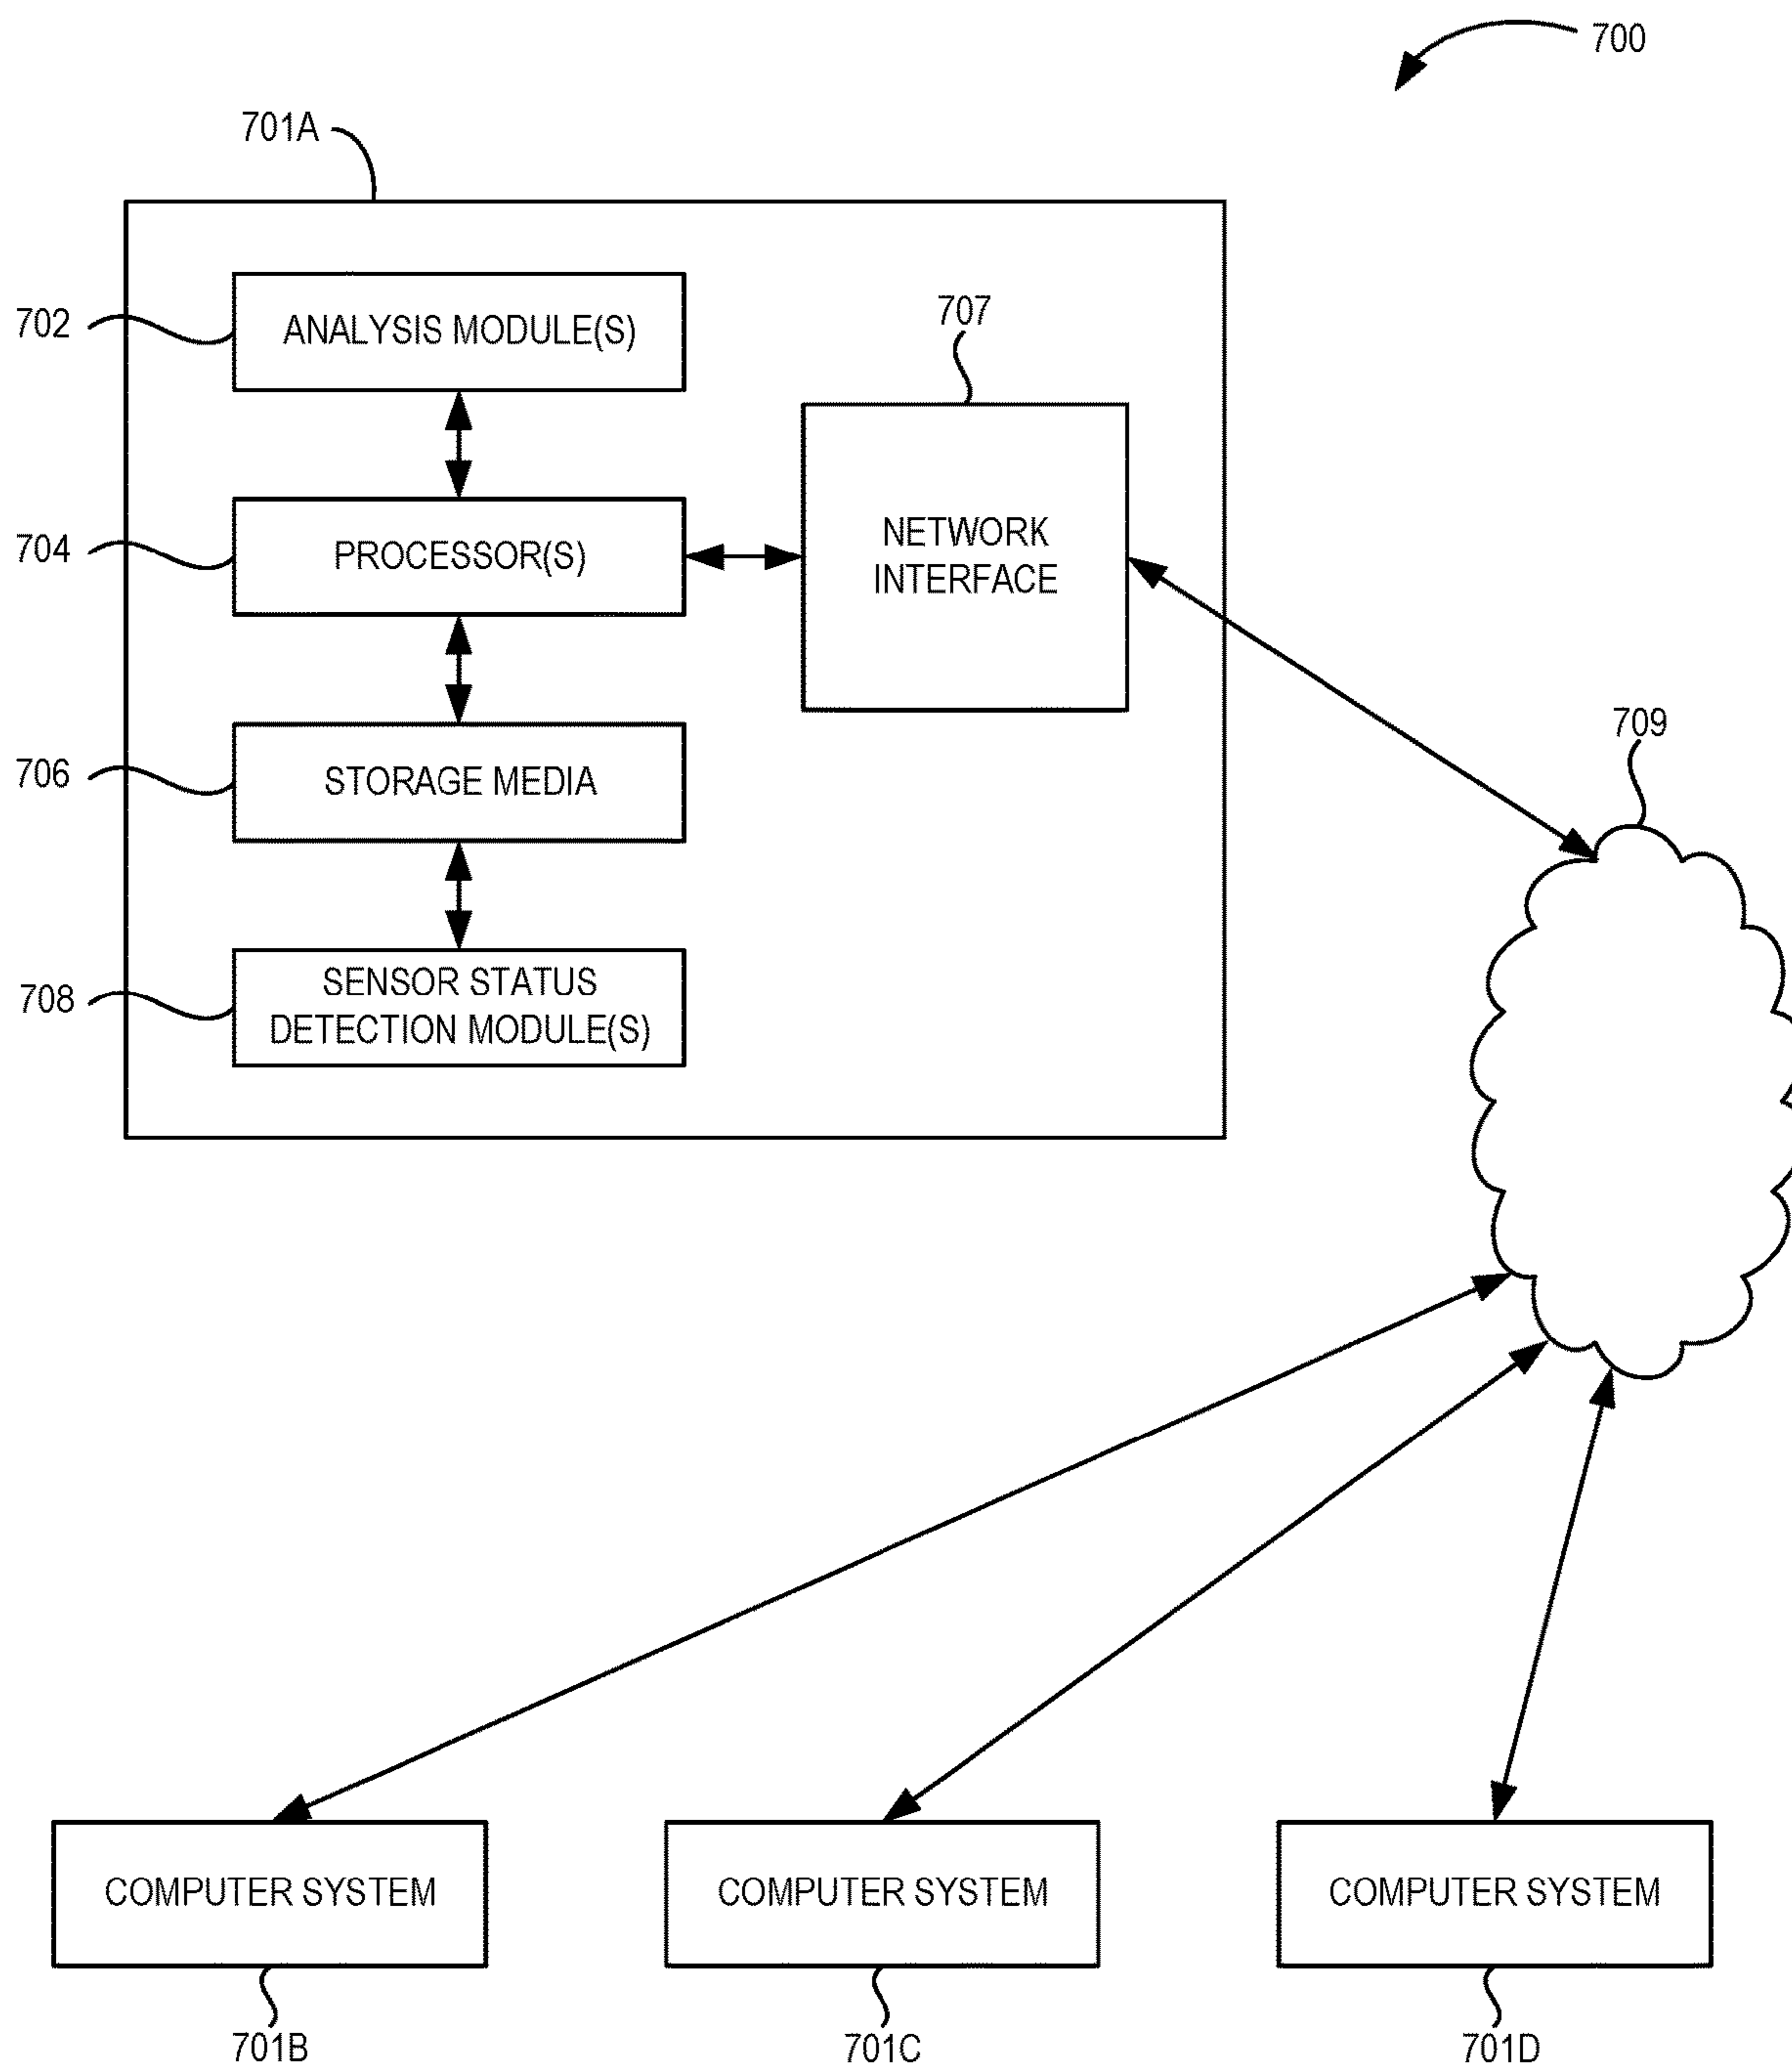 700
701A
702
ANALYSIS MODULE(S)
707
704
PROCESSOR(S)
NETWORK
INTERFACE
709
706
STORAGE MEDIA
708
SENSOR STATUS
DETECTION MODULE(S)
COMPUTER SYSTEM
COMPUTER SYSTEM
COMPUTER SYSTEM
701B
701C
701D